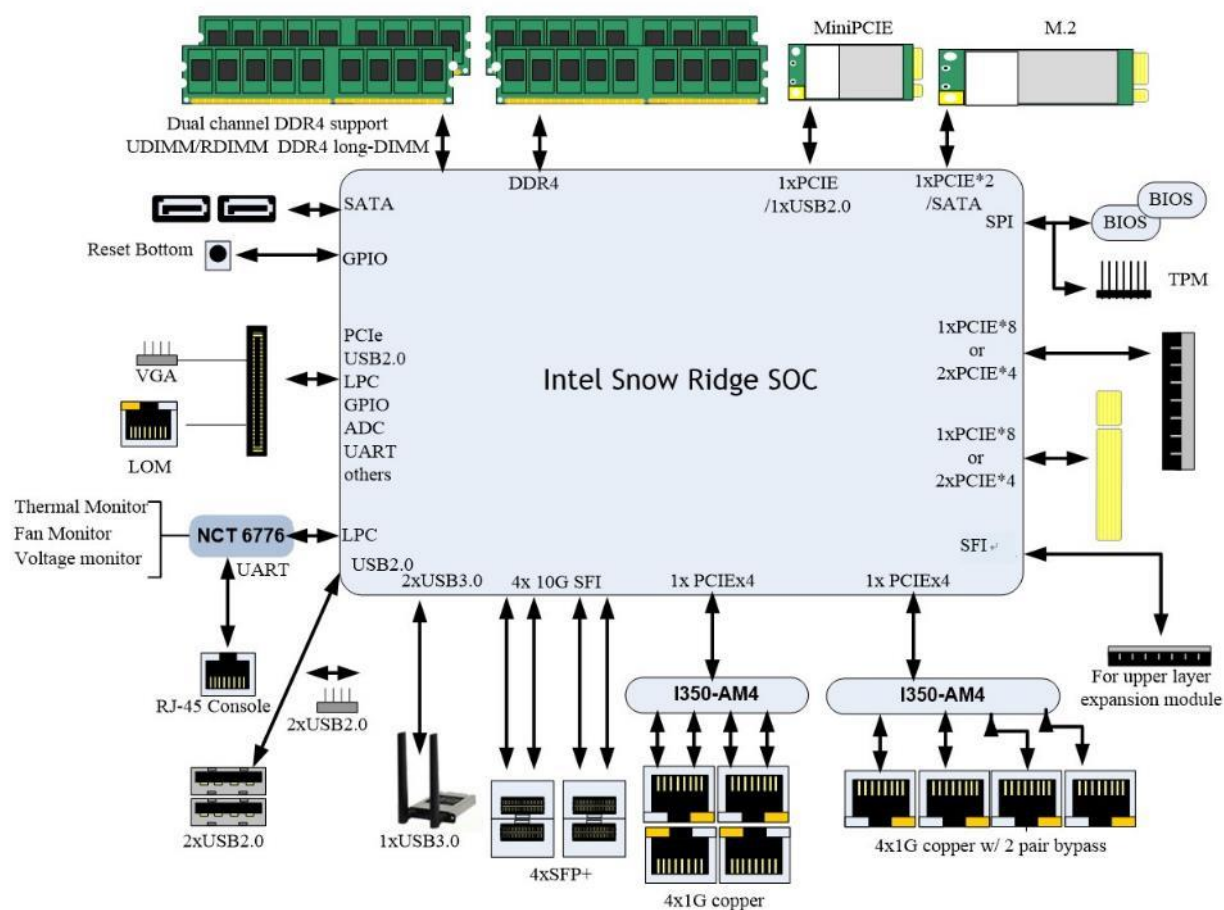 MiniPCIE
M.2
Dual channel DDR4 support
UDIMM/RDIMM DDR4 long-DIMM
DDR4
1xPCIE
/1xUSB2.0
1xPCIE*2
/SATA
SATA
SPI
BIOS
BIOS
Reset Bottom
GPIO
TPM
PCIe
USB2.0
LPC
GPIO
ADC
UART
others
VGA
LOM
Intel Snow Ridge SOC
1xPCIE*8
or
2xPCIE*4
1xPCIE*8
or
2xPCIE*4
Thermal Monitor
Fan Monitor
Voltage monitor
NCT 6776
UART
LPC
USB2.0
SFI
2xUSB3.0
4x 10G SFI
1x PCIEx4
1x PCIEx4
RJ-45 Console
2xUSB2.0
I350-AM4
I350-AM4
For upper layer
expansion module
2xUSB2.0
1xUSB3.0
4xSFP+
4x1G copper
4x1G copper w/ 2 pair bypass